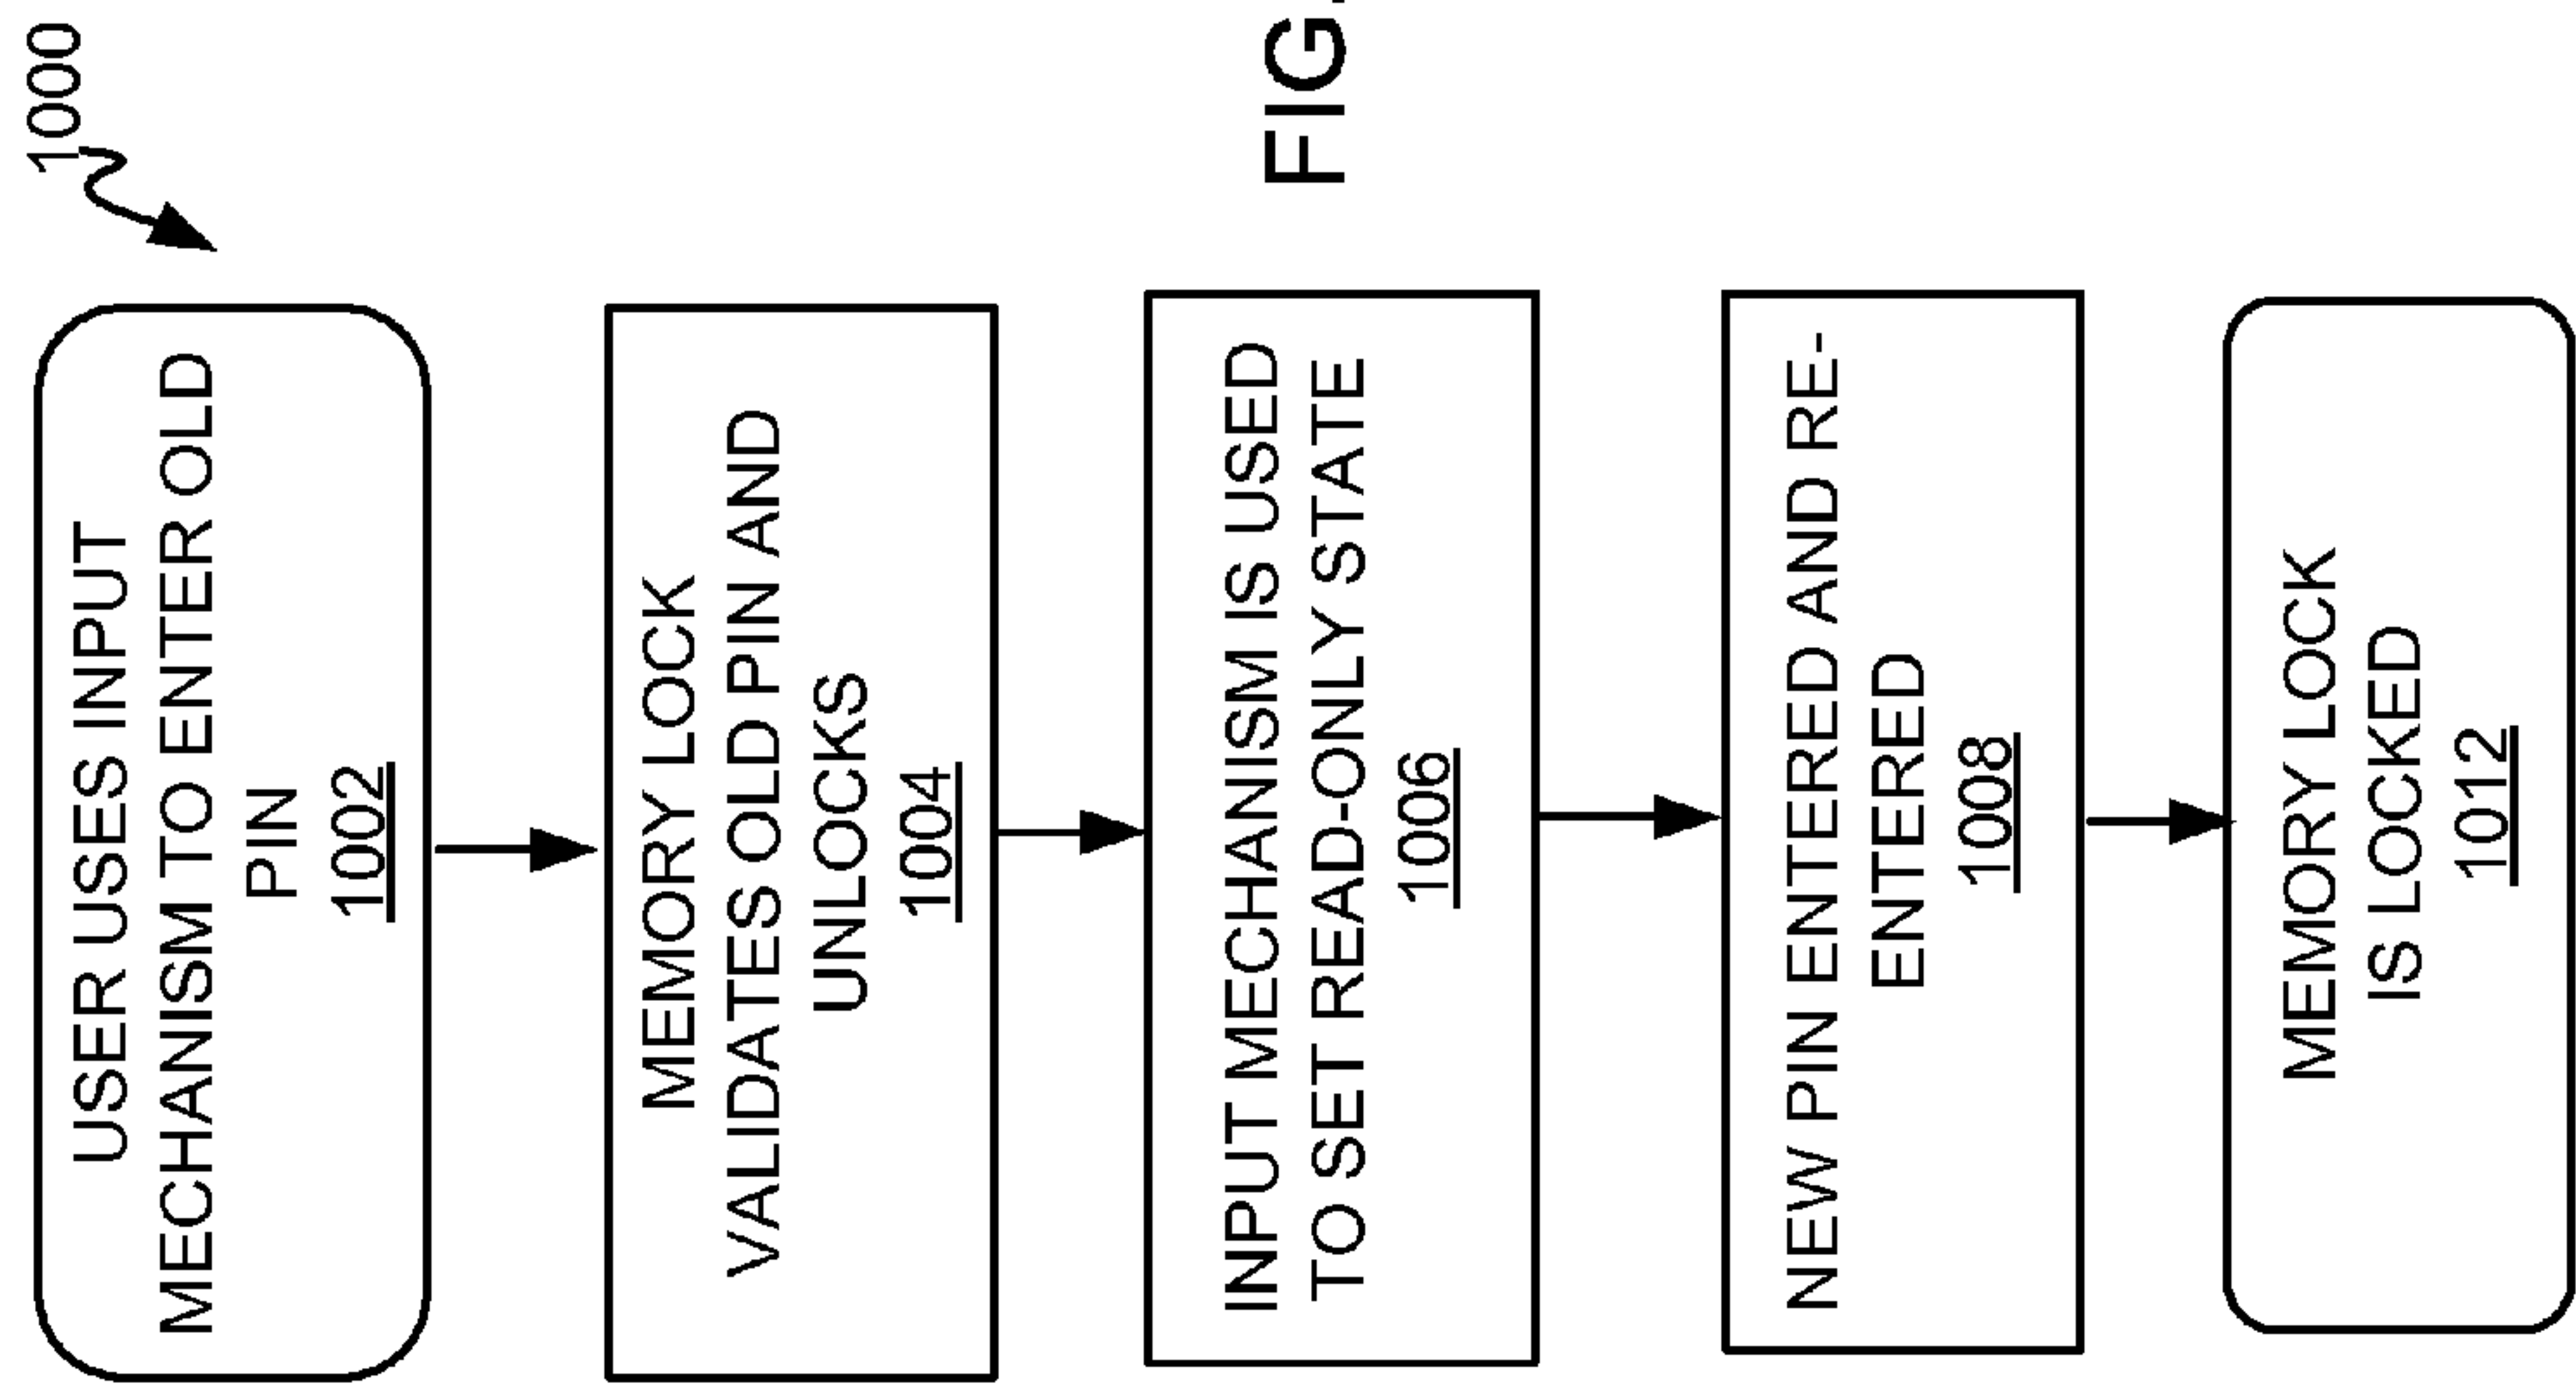 1000
USER USES INPUT
MECHANISM TO ENTER OLD
PIN
1002
MEMORY LOCK
VALIDATES OLD PIN AND
UNLOCKS
1004
INPUT MECHANISM IS USED
TO SET READ-ONLY STATE
1006
NEW PIN ENTERED AND RE-
ENTERED
1008
MEMORY LOCK
IS LOCKED
1012
FIG.